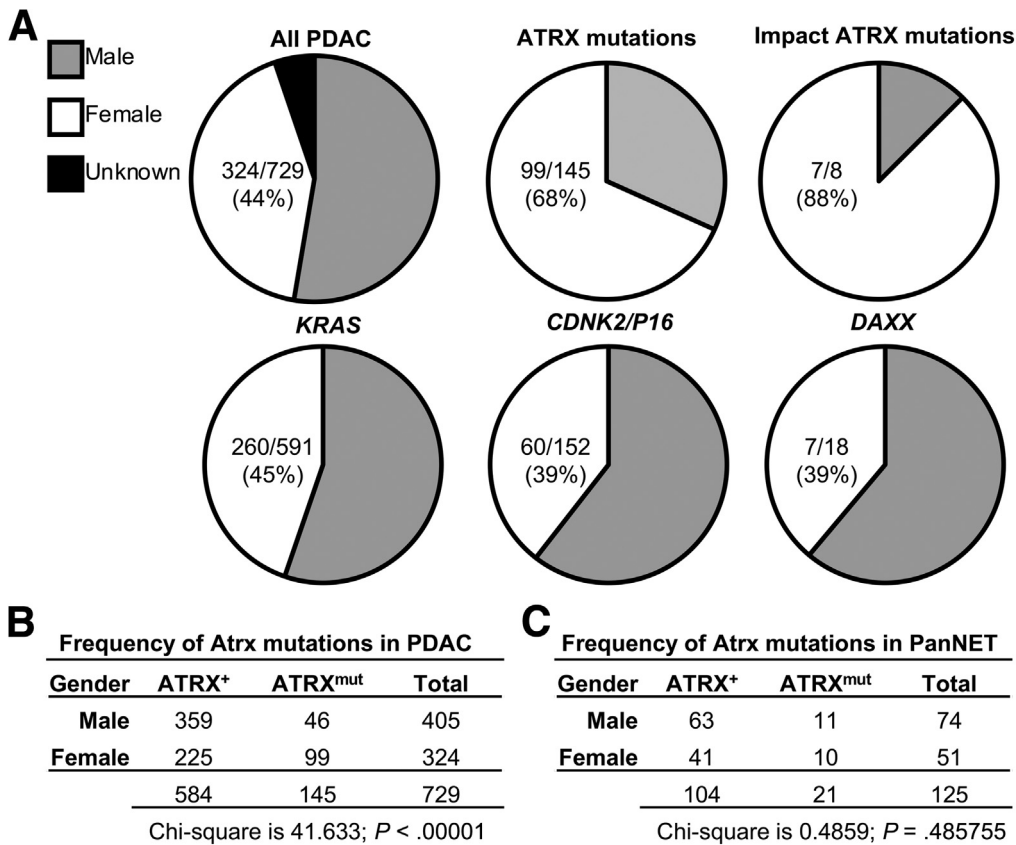 A
Male
Female
Unknown
All PDAC
324/729
(44%)
ATRX mutations
99/145
(68%)
Impact ATRX mutations
7/8
(88%)
KRAS
260/591
(45%)
CDNK2/P16
60/152
(39%)
DAXX
7/18
(39%)
B
Frequency of Atrx mutations in PDAC
Gender ATRX⁺ ATRXᵐᵘᵗ Total
Male 359 46 405
Female 225 99 324
584 145 729
Chi-square is 41.633; P < .00001
C
Frequency of Atrx mutations in PanNET
Gender ATRX⁺ ATRXᵐᵘᵗ Total
Male 63 11 74
Female 41 10 51
104 21 125
Chi-square is 0.4859; P = .485755